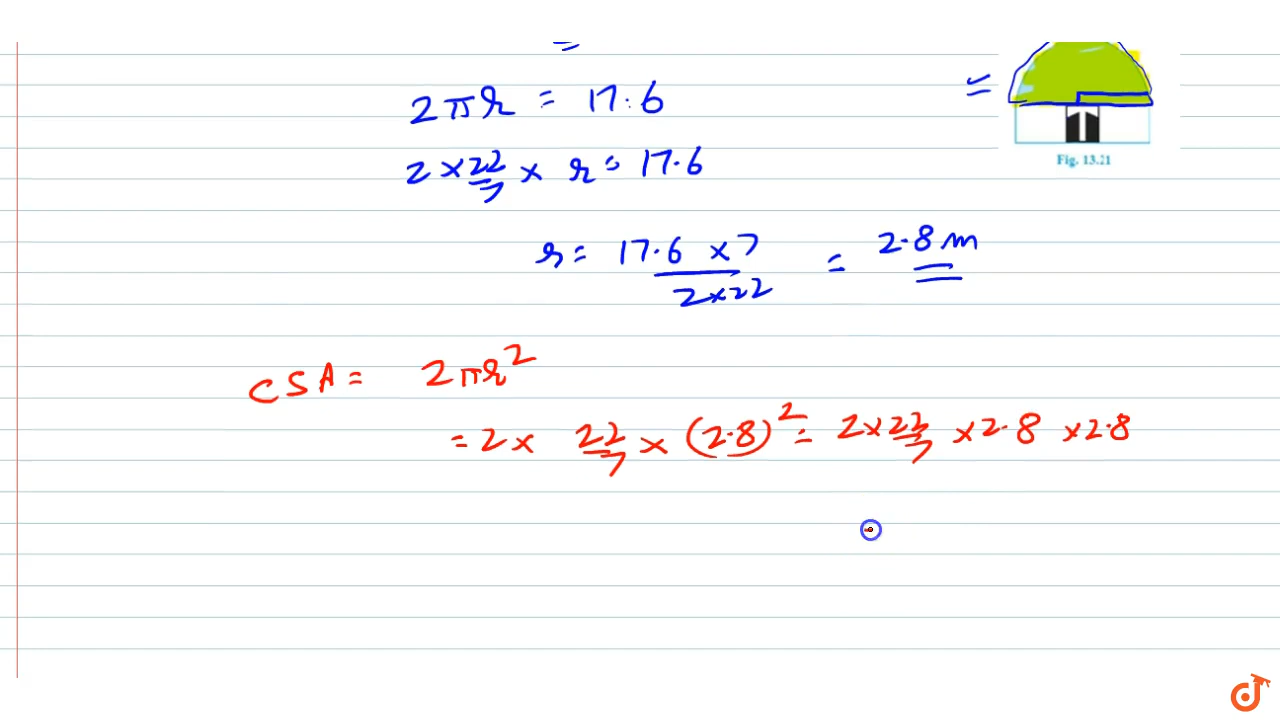 2πr = 17.6
Fig. 13.21
2 × 22/7 × r = 17.6
r = 17.6 × 7 / 2×22 = 2.8 m
CSA = 2πr²
= 2 × 22/7 × (2.8)² = 2 × 22/7 × 2.8 × 2.8